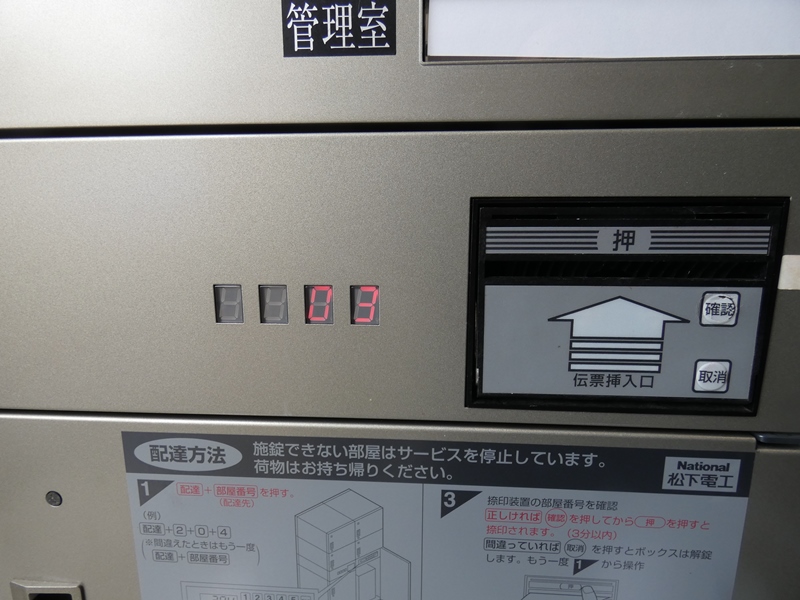 管理室
押
03
確認
取消
伝票挿入口
配達方法
施錠できない部屋はサービスを停止しています。
荷物はお持ち帰りください。
National
松下電工
1
配達+部屋番号を押す。
(配達先)
(例)
配達+2+0+4
(※間違えたときはもう一度
配達+部屋番号)
3
捺印装置の部屋番号を確認
正しければ 確認 を押してから 押 を押すと
捺印されます。(3分以内)
間違っていれば 取消 を押すとボックスは解錠
します。もう一度 1 から操作
1 2 3 4 5